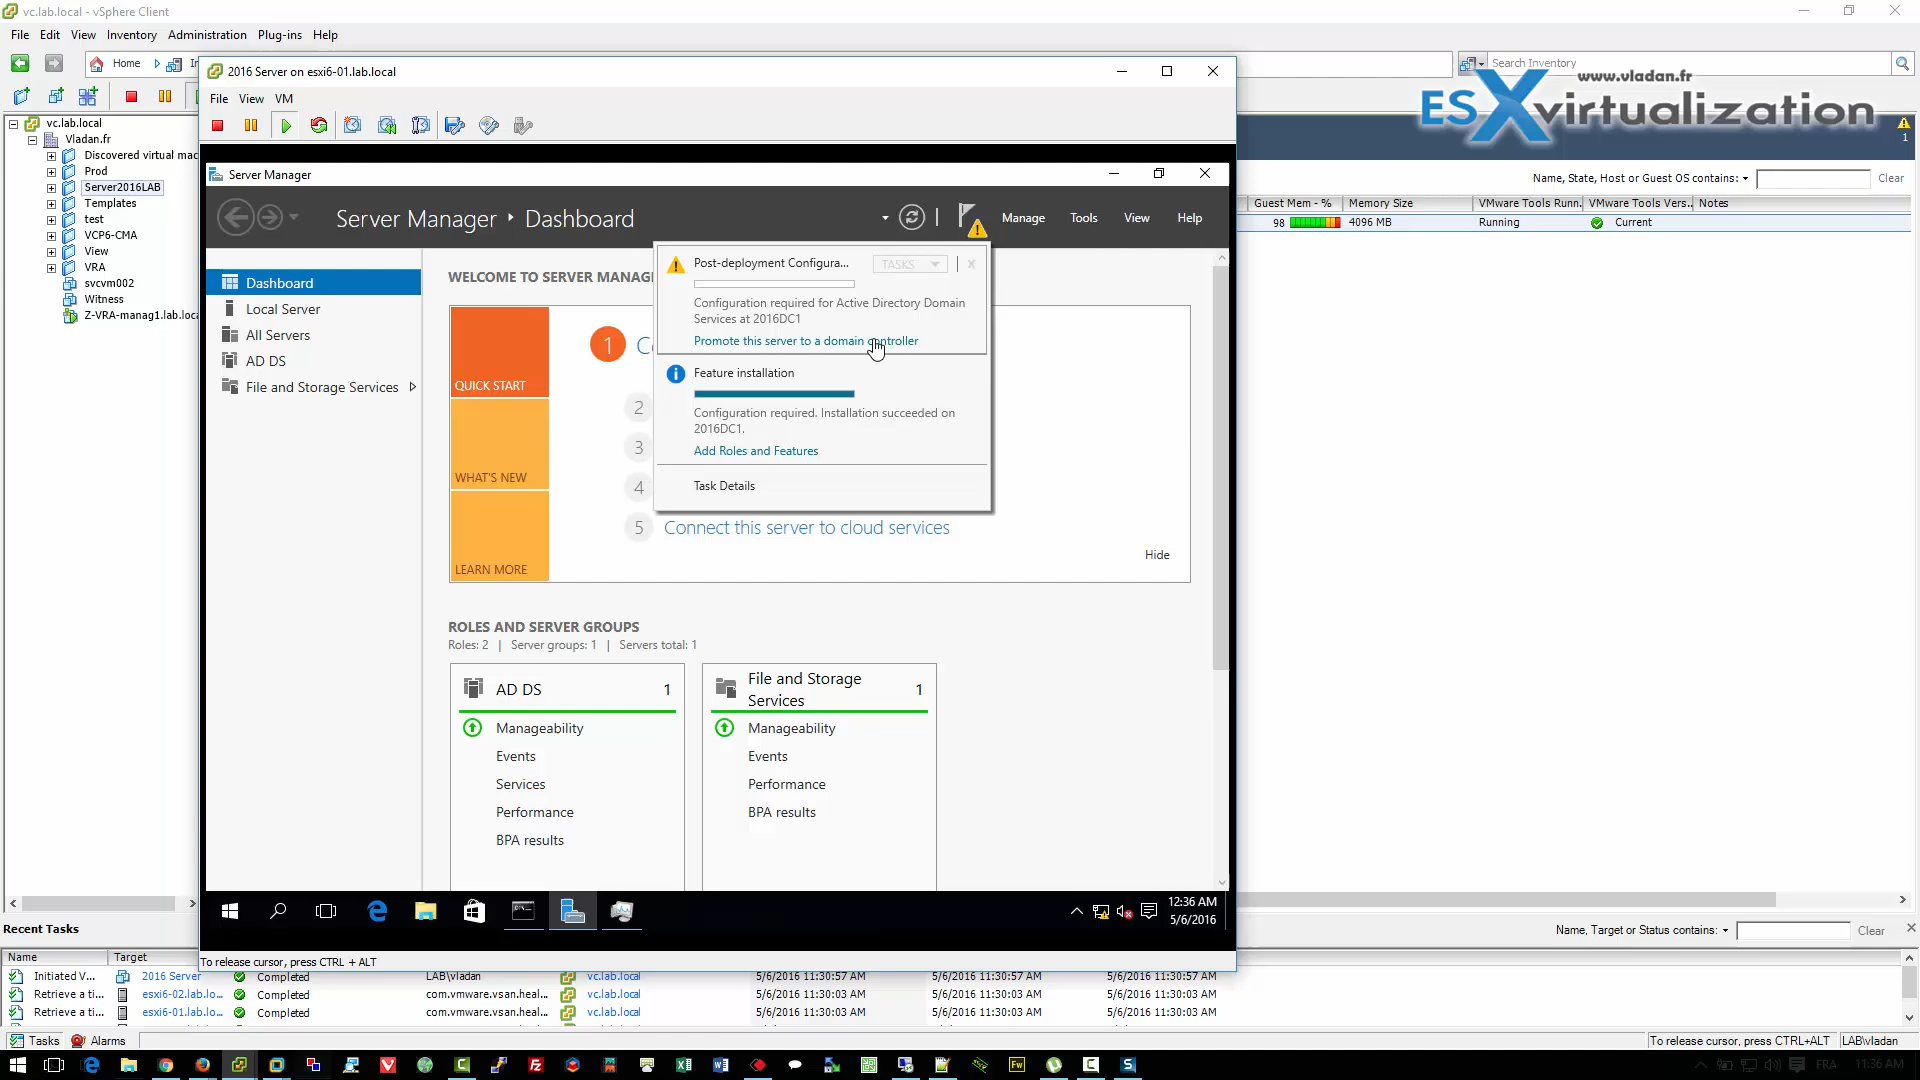 vc.lab.local - vSphere Client
File Edit View Inventory Administration Plug-ins Help
Home
In
Search Inventory
www.vladan.fr
ESXvirtualization
vc.lab.local
Vladan.fr
Discovered virtual mac
Prod
Server2016LAB
Templates
test
VCP6-CMA
View
VRA
svcvm002
Witness
Z-VRA-manag1.lab.loca
2016 Server on esxi6-01.lab.local
File View VM
Server Manager
Server Manager Dashboard
Manage Tools View Help
Dashboard
Local Server
All Servers
AD DS
File and Storage Services
WELCOME TO SERVER MANAG
QUICK START
WHAT'S NEW
LEARN MORE
1 Co
2
3
4
5 Connect this server to cloud services
Hide
Post-deployment Configura...
TASKS
Configuration required for Active Directory Domain
Services at 2016DC1
Promote this server to a domain controller
Feature installation
Configuration required. Installation succeeded on
2016DC1.
Add Roles and Features
Task Details
ROLES AND SERVER GROUPS
Roles: 2 | Server groups: 1 | Servers total: 1
AD DS 1
Manageability
Events
Services
Performance
BPA results
File and Storage
Services
1
Manageability
Events
Performance
BPA results
12:36 AM
5/6/2016
To release cursor, press CTRL + ALT
1
Name, State, Host or Guest OS contains: Clear
Guest Mem - % Memory Size VMware Tools Runn... VMware Tools Vers... Notes
98 4096 MB Running Current
Recent Tasks
Name, Target or Status contains: Clear
Name Target
Initiated V... 2016 Server Completed LAB\vladan vc.lab.local 5/6/2016 11:30:57 AM 5/6/2016 11:30:57 AM 5/6/2016 11:30:57 AM
Retrieve a ti... esxi6-02.lab.lo... Completed com.vmware.vsan.heal... vc.lab.local 5/6/2016 11:30:03 AM 5/6/2016 11:30:03 AM 5/6/2016 11:30:03 AM
Retrieve a ti... esxi6-01.lab.lo... Completed com.vmware.vsan.heal... vc.lab.local 5/6/2016 11:30:03 AM 5/6/2016 11:30:03 AM 5/6/2016 11:30:03 AM
Tasks Alarms
To release cursor, press CTRL+ALT LAB\vladan
FRA 11:36 AM